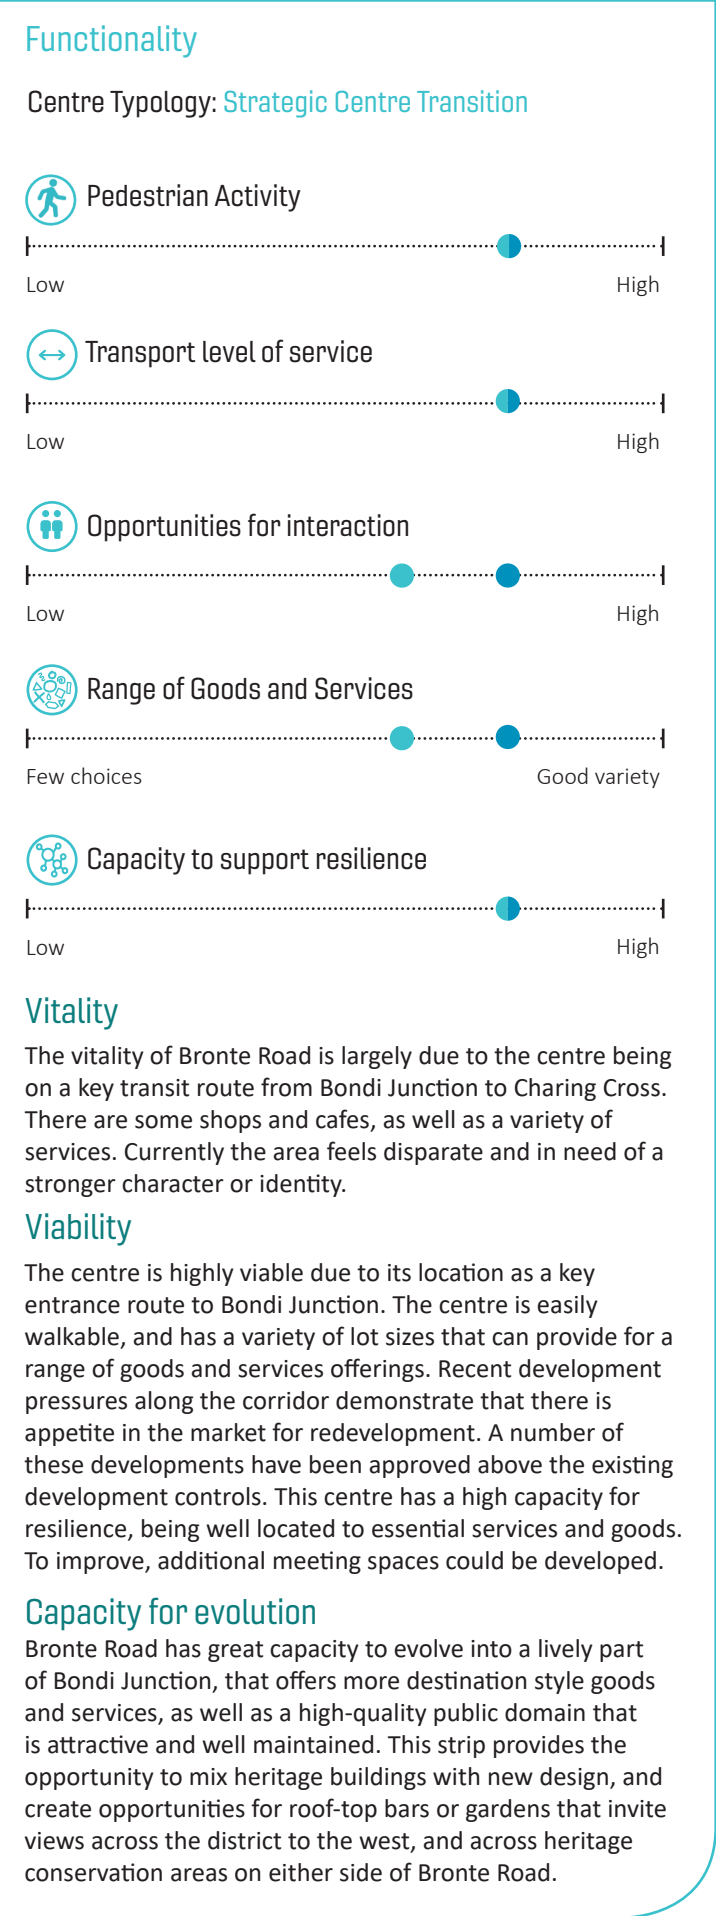 Functionality
Centre Typology: Strategic Centre Transition
Pedestrian Activity
Low High
Transport level of service
Low High
Opportunities for interaction
Low High
Range of Goods and Services
Few choices Good variety
Capacity to support resilience
Low High
Vitality
The vitality of Bronte Road is largely due to the centre being
on a key transit route from Bondi Junction to Charing Cross.
There are some shops and cafes, as well as a variety of
services. Currently the area feels disparate and in need of a
stronger character or identity.
Viability
The centre is highly viable due to its location as a key
entrance route to Bondi Junction. The centre is easily
walkable, and has a variety of lot sizes that can provide for a
range of goods and services offerings. Recent development
pressures along the corridor demonstrate that there is
appetite in the market for redevelopment. A number of
these developments have been approved above the existing
development controls. This centre has a high capacity for
resilience, being well located to essential services and goods.
To improve, additional meeting spaces could be developed.
Capacity for evolution
Bronte Road has great capacity to evolve into a lively part
of Bondi Junction, that offers more destination style goods
and services, as well as a high-quality public domain that
is attractive and well maintained. This strip provides the
opportunity to mix heritage buildings with new design, and
create opportunities for roof-top bars or gardens that invite
views across the district to the west, and across heritage
conservation areas on either side of Bronte Road.